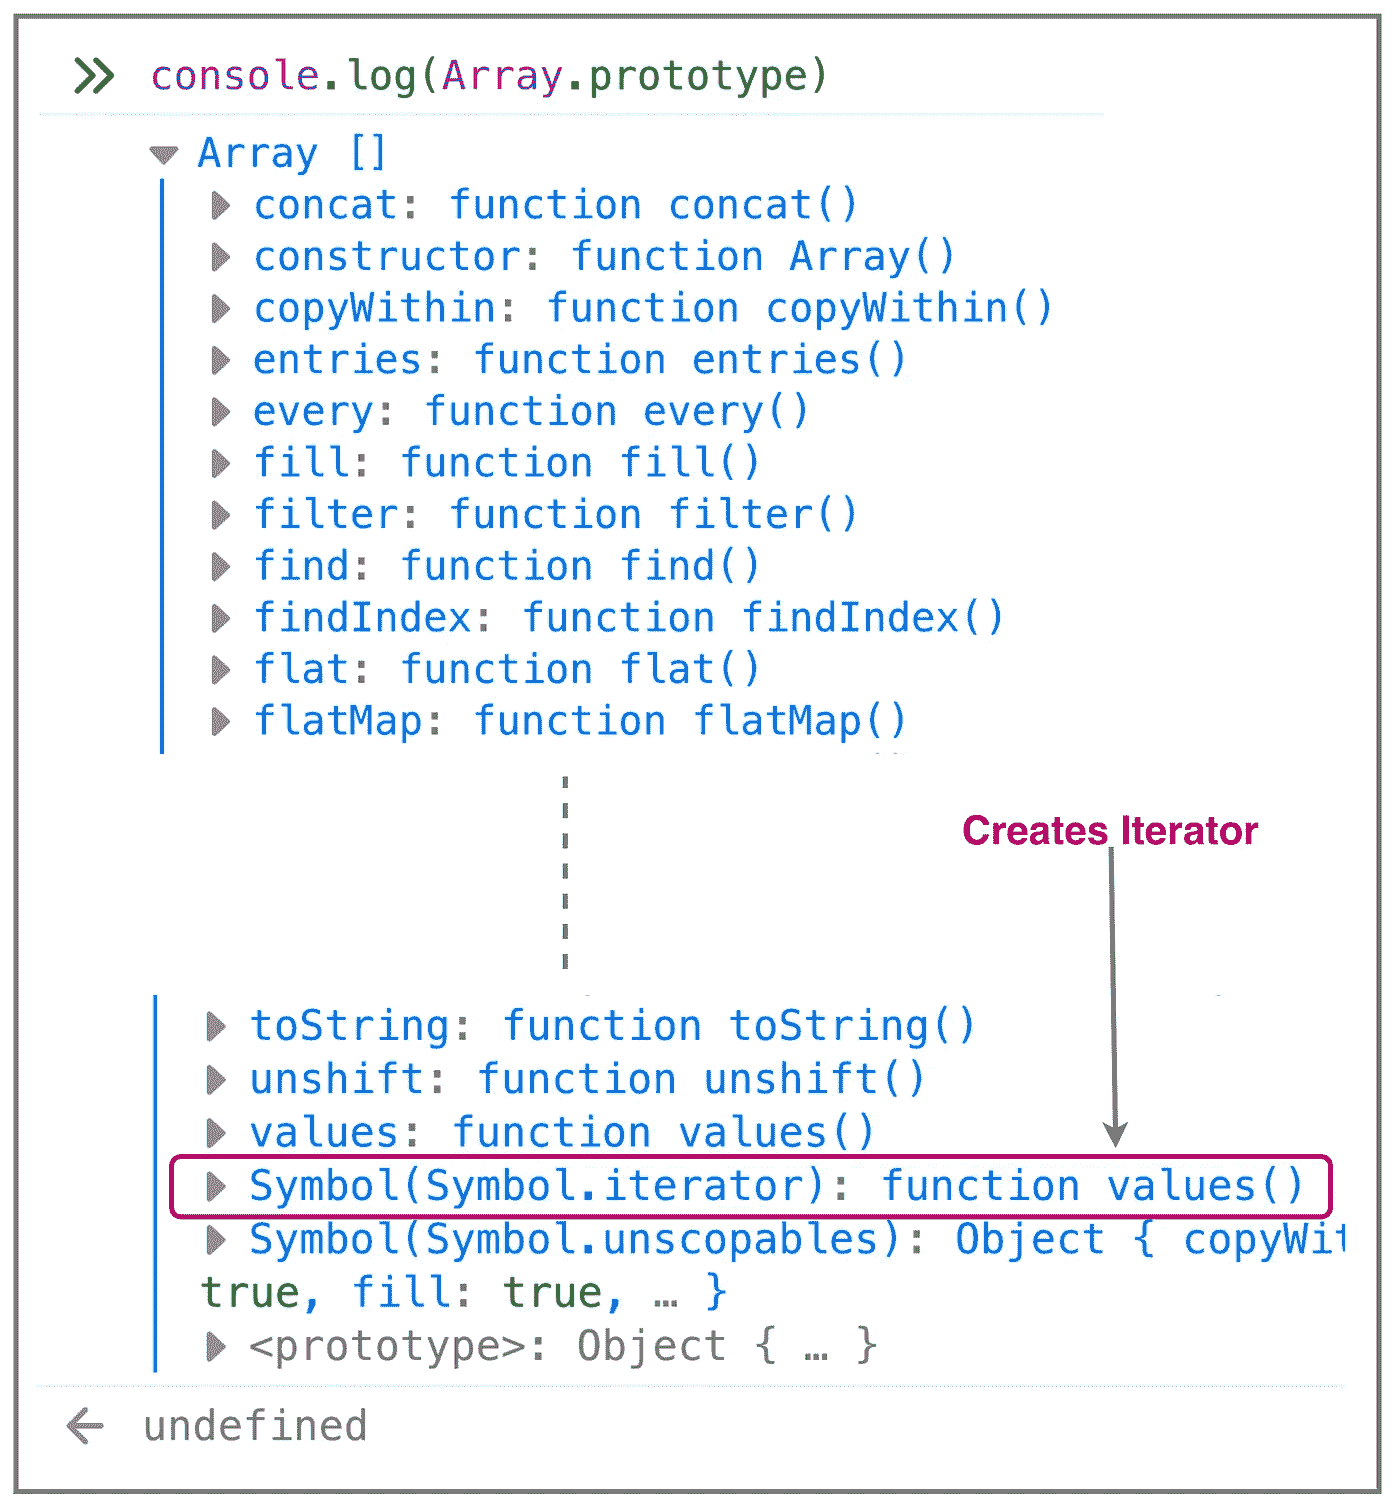 console.log(Array.prototype)
Array []
concat: function concat()
constructor: function Array()
copyWithin: function copyWithin()
entries: function entries()
every: function every()
fill: function fill()
filter: function filter()
find: function find()
findIndex: function findIndex()
flat: function flat()
flatMap: function flatMap()
Creates Iterator
toString: function toString()
unshift: function unshift()
values: function values()
Symbol(Symbol.iterator): function values()
Symbol(Symbol.unscopables): Object { copyWit
true, fill: true, … }
<prototype>: Object { … }
undefined